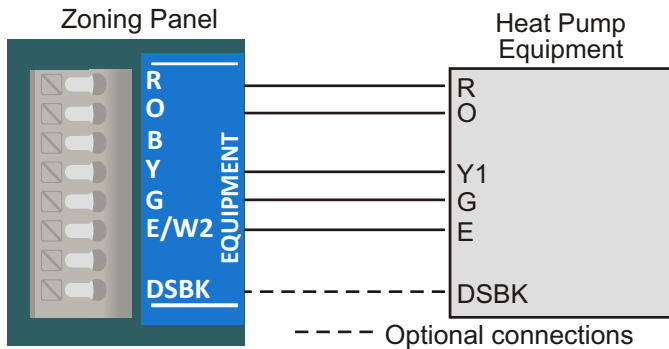 Zoning Panel
R
O
B
Y
G
E/W2
DSBK
EQUIPMENT
Heat Pump
Equipment
R
O
Y1
G
E
DSBK
Optional connections